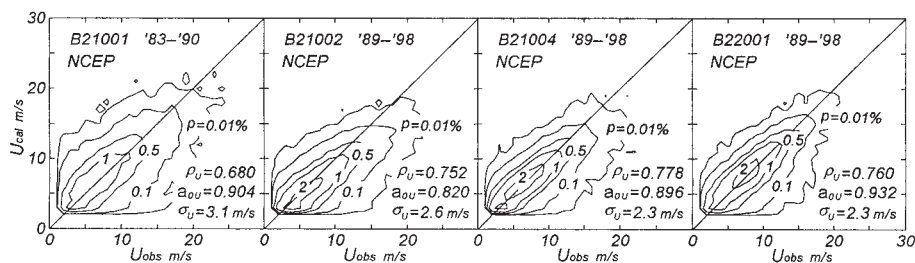 30
20
10
0
U_cal m/s
B21001 '83–'90
NCEP
p=0.01%
1
0.5
0.1
ρ_U=0.680
a_0U=0.904
σ_U=3.1 m/s
0 10 20
U_obs m/s
B21002 '89–'98
NCEP
p=0.01%
0.5
2
1
0.1
ρ_U=0.752
a_0U=0.820
σ_U=2.6 m/s
0 10 20
U_obs m/s
B21004 '89–'98
NCEP
p=0.01%
0.5
2
1
0.1
ρ_U=0.778
a_0U=0.896
σ_U=2.3 m/s
0 10 20
U_obs m/s
B22001 '89–'98
NCEP
p=0.01%
0.5
2
1
0.1
ρ_U=0.760
a_0U=0.932
σ_U=2.3 m/s
0 10 20 30
U_obs m/s